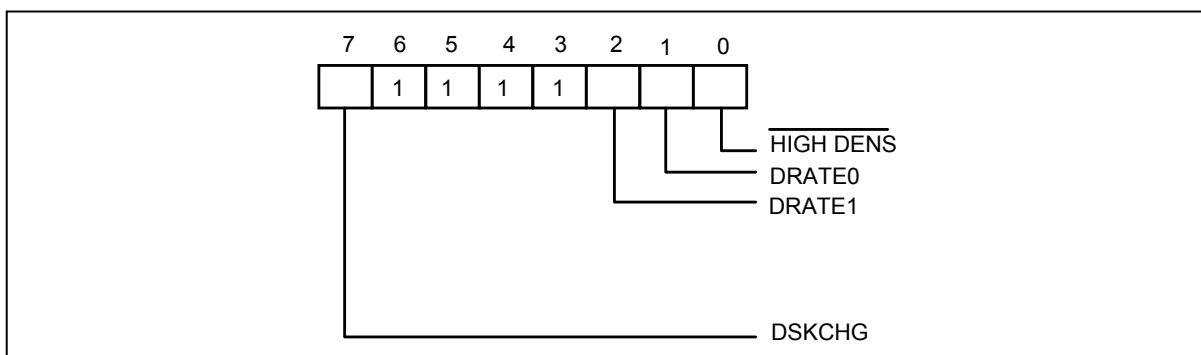 7 6 5 4 3 2 1 0
1 1 1 1
HIGH DENS
DRATE0
DRATE1
DSKCHG